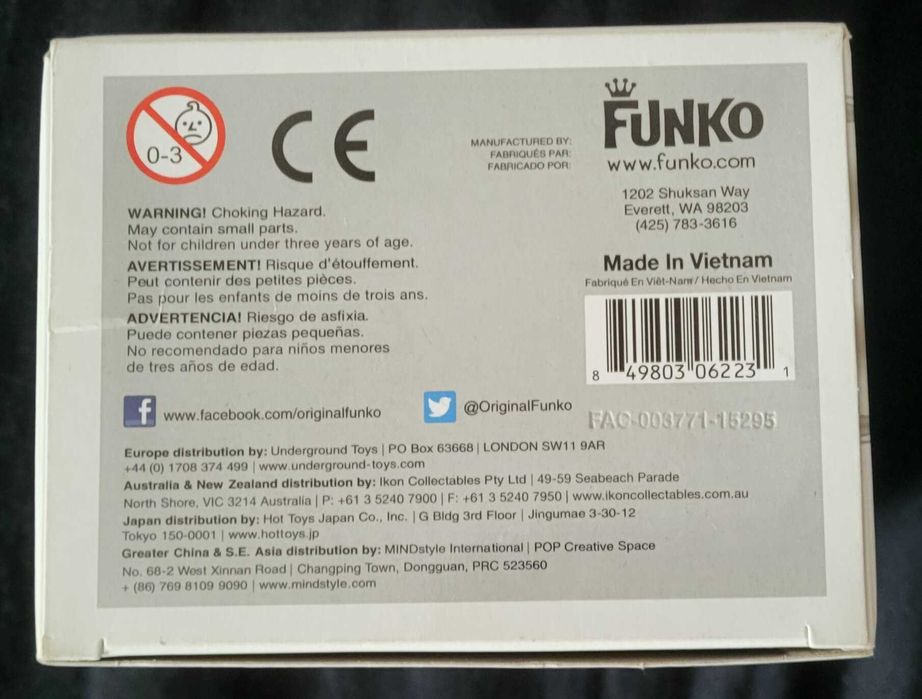 0-3
CE
MANUFACTURED BY:
FABRIQUÉS PAR:
FABRICADO POR:
FUNKO
www.funko.com
1202 Shuksan Way
Everett, WA 98203
(425) 783-3616
WARNING! Choking Hazard.
May contain small parts.
Not for children under three years of age.
AVERTISSEMENT! Risque d'étouffement.
Peut contenir des petites pièces.
Pas pour les enfants de moins de trois ans.
ADVERTENCIA! Riesgo de asfixia.
Puede contener piezas pequeñas.
No recomendado para niños menores
de tres años de edad.
Made In Vietnam
Fabriqué En Viêt-Nam / Hecho En Vietnam
8 49803 06223 1
f www.facebook.com/originalfunko
@OriginalFunko
FAC-003771-15295
Europe distribution by: Underground Toys | PO Box 63668 | LONDON SW11 9AR
+44 (0) 1708 374 499 | www.underground-toys.com
Australia & New Zealand distribution by: Ikon Collectables Pty Ltd | 49-59 Seabeach Parade
North Shore, VIC 3214 Australia | P: +61 3 5240 7900 | F: +61 3 5240 7950 | www.ikoncollectables.com.au
Japan distribution by: Hot Toys Japan Co., Inc. | G Bldg 3rd Floor | Jingumae 3-30-12
Tokyo 150-0001 | www.hottoys.jp
Greater China & S.E. Asia distribution by: MINDstyle International | POP Creative Space
No. 68-2 West Xinnan Road | Changping Town, Dongguan, PRC 523560
+ (86) 769 8109 9090 | www.mindstyle.com